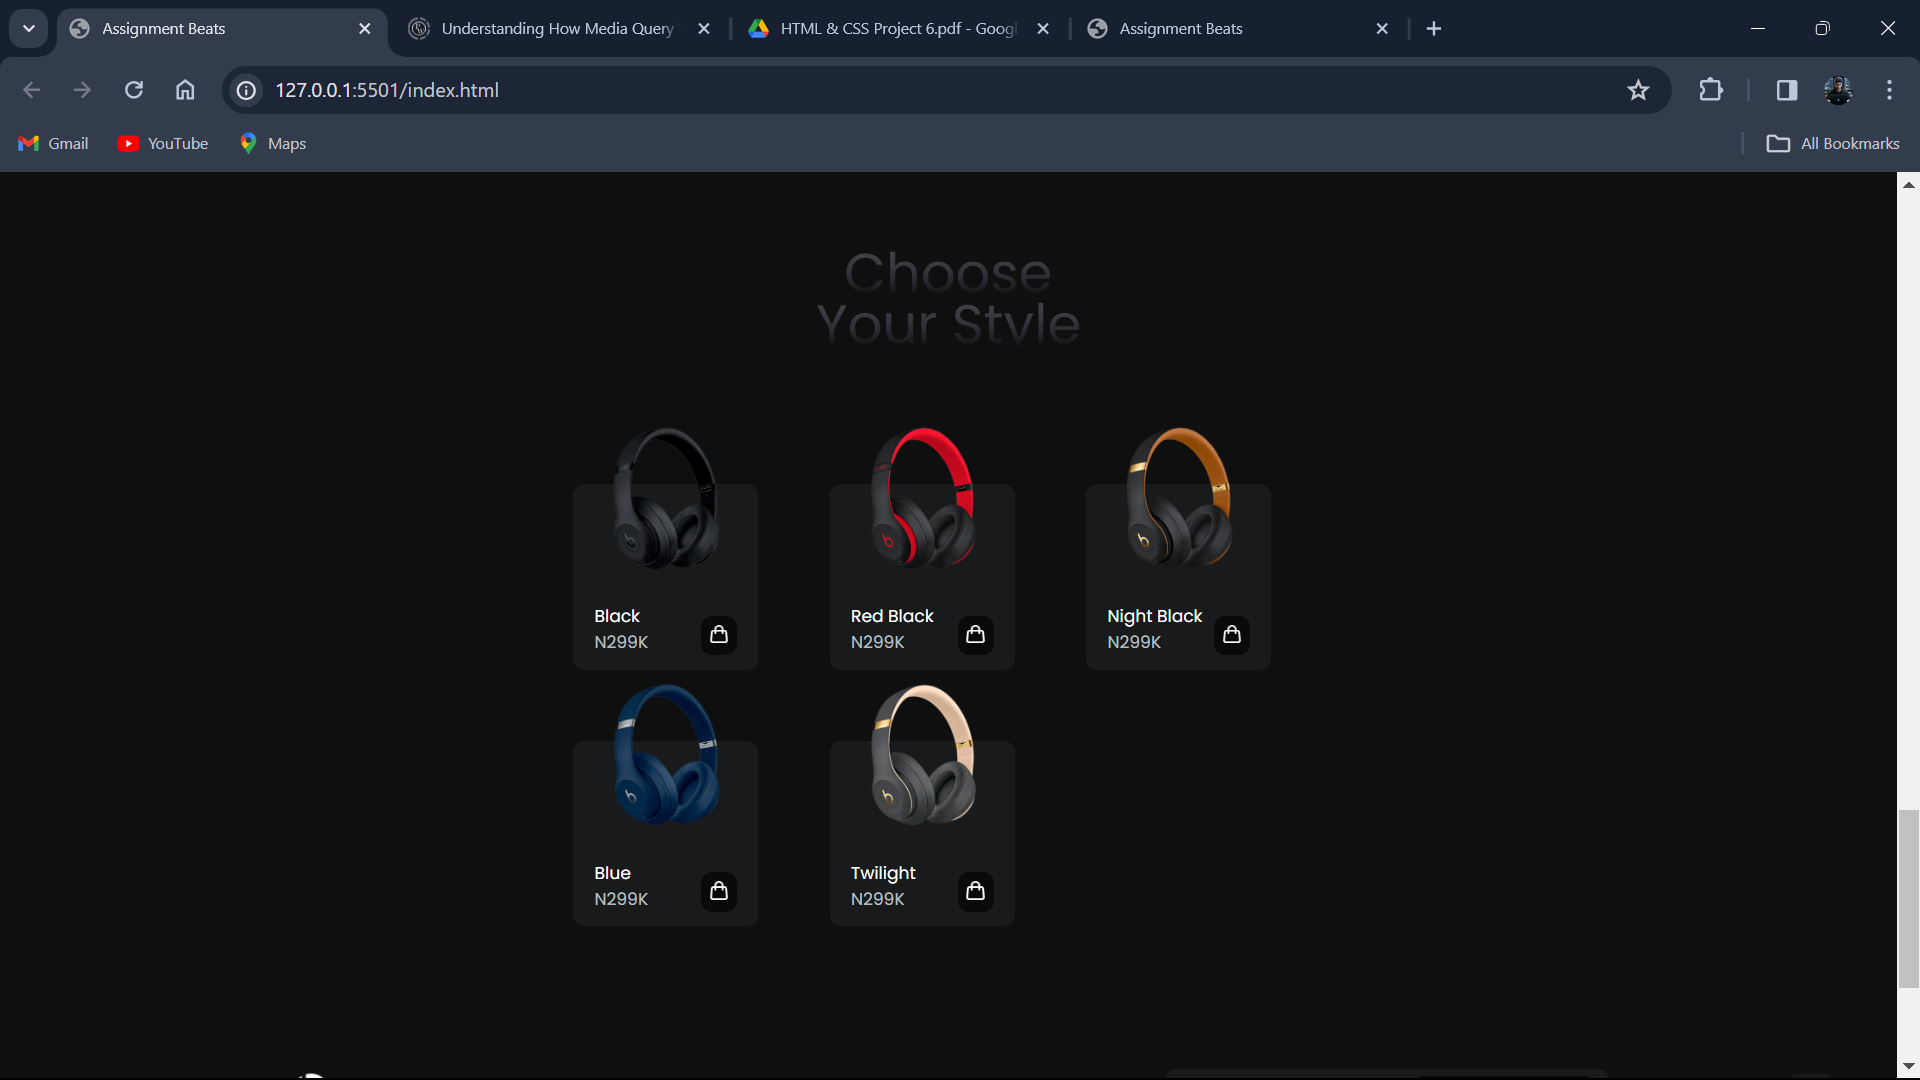 Assignment Beats
Understanding How Media Query
HTML & CSS Project 6.pdf - Goog
Assignment Beats
127.0.0.1:5501/index.html
Gmail
YouTube
Maps
All Bookmarks
Choose
Your Style
Black
N299K
Red Black
N299K
Night Black
N299K
Blue
N299K
Twilight
N299K